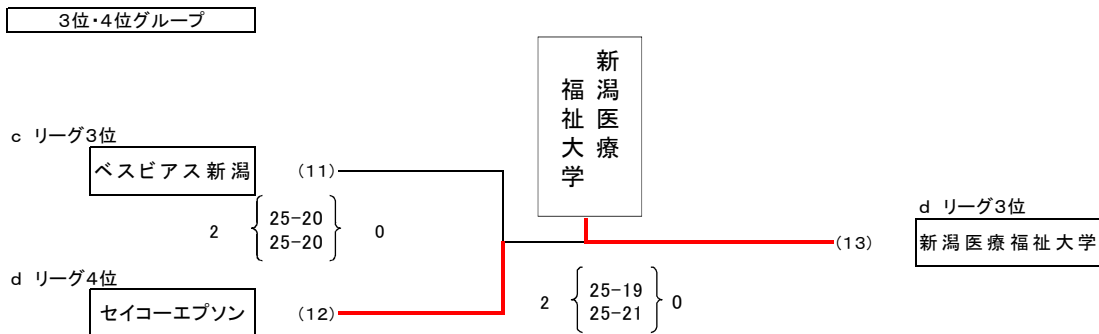 3位・4位グループ
新潟医療
福祉大学
c リーグ3位
ベスビアス新潟
(11)
2
25-20
25-20
0
d リーグ3位
(13)
新潟医療福祉大学
d リーグ4位
セイコーエプソン
(12)
2
25-19
25-21
0